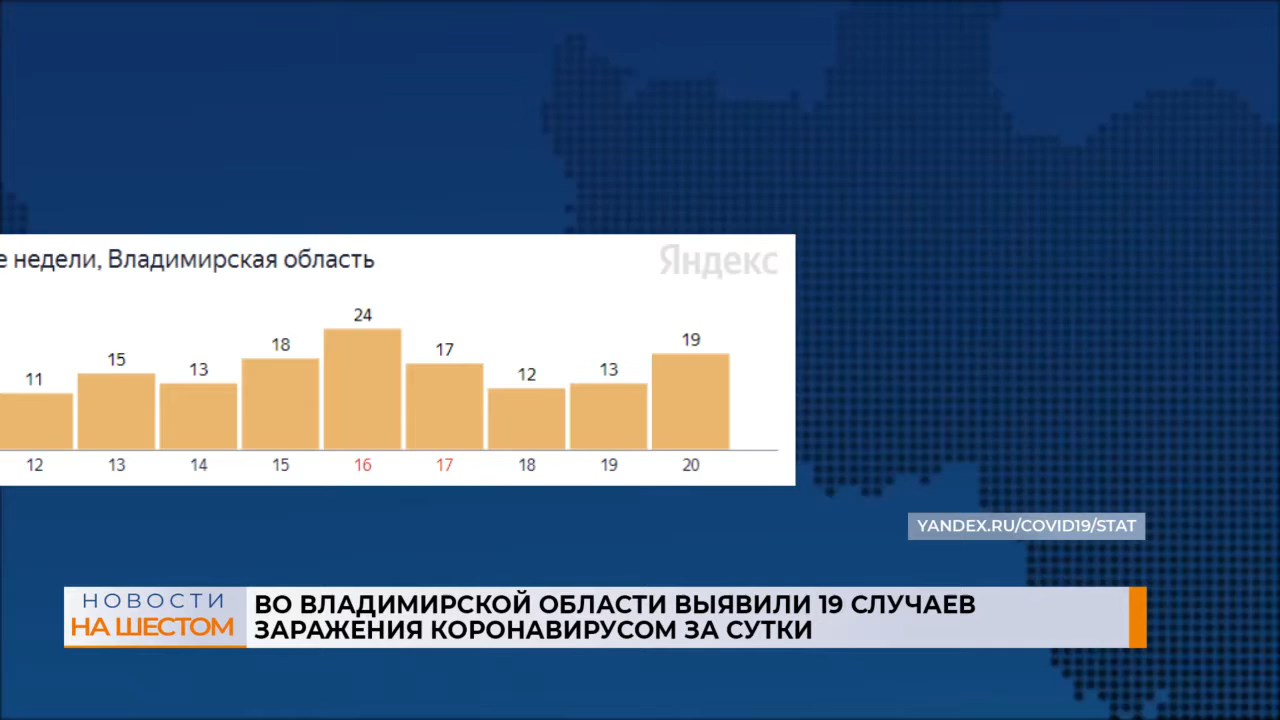 е недели, Владимирская область
Яндекс
24
19
18
17
15
13
13
12
11
12 13 14 15 16 17 18 19 20
YANDEX.RU/COVID19/STAT
НОВОСТИ
НА ШЕСТОМ
ВО ВЛАДИМИРСКОЙ ОБЛАСТИ ВЫЯВИЛИ 19 СЛУЧАЕВ
ЗАРАЖЕНИЯ КОРОНАВИРУСОМ ЗА СУТКИ